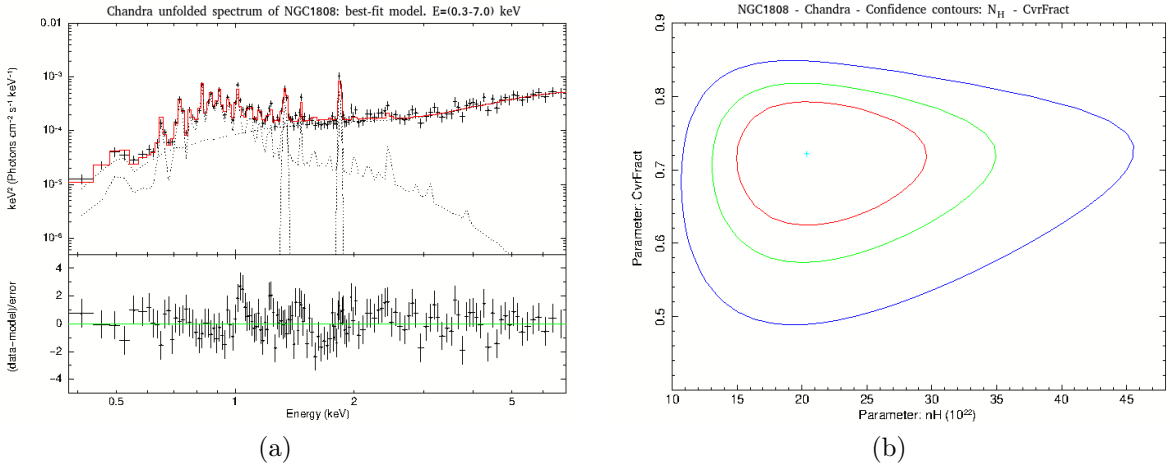 Chandra unfolded spectrum of NGC1808: best-fit model. E=(0.3-7.0) keV
0.01
10⁻³
10⁻⁴
10⁻⁵
10⁻⁶
keV² (Photons cm⁻² s⁻¹ keV⁻¹)
4
2
0
−2
−4
(data−model)/error
0.5 1 2 5
Energy (keV)
(a)
NGC1808 - Chandra - Confidence contours: N_H - CvrFract
0.9
0.8
0.7
0.6
0.5
Parameter: CvrFract
10 15 20 25 30 35 40 45
Parameter: nH (10²²)
(b)